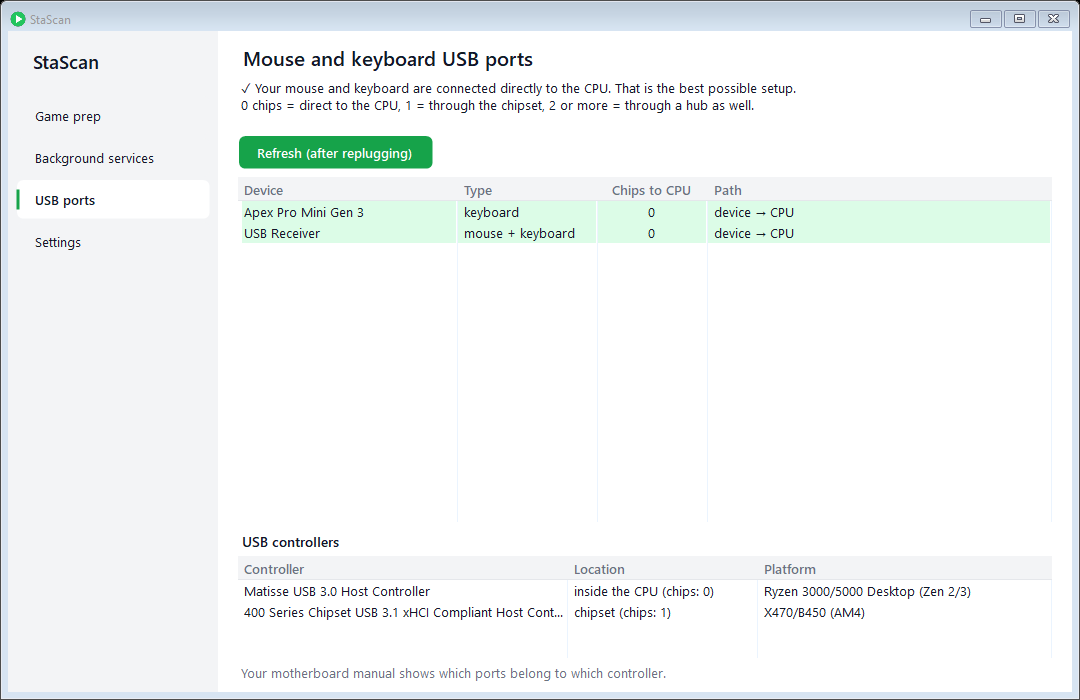 StaScan
StaScan
Game prep
Background services
USB ports
Settings
Mouse and keyboard USB ports
✓ Your mouse and keyboard are connected directly to the CPU. That is the best possible setup.
0 chips = direct to the CPU, 1 = through the chipset, 2 or more = through a hub as well.
Refresh (after replugging)
Device Type Chips to CPU Path
Apex Pro Mini Gen 3 keyboard 0 device → CPU
USB Receiver mouse + keyboard 0 device → CPU
USB controllers
Controller Location Platform
Matisse USB 3.0 Host Controller inside the CPU (chips: 0) Ryzen 3000/5000 Desktop (Zen 2/3)
400 Series Chipset USB 3.1 xHCI Compliant Host Cont... chipset (chips: 1) X470/B450 (AM4)
Your motherboard manual shows which ports belong to which controller.